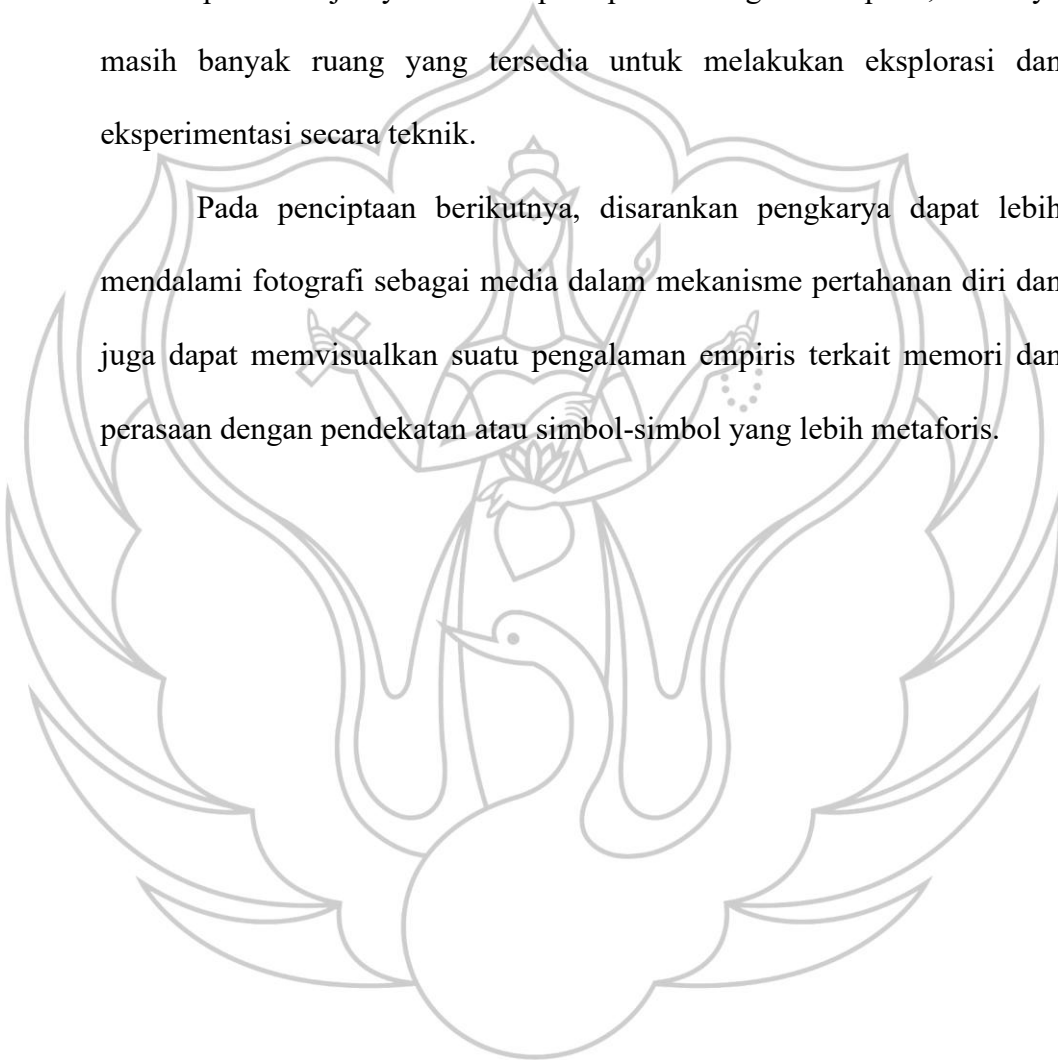 masih banyak ruang yang tersedia untuk melakukan eksplorasi dan
eksperimentasi secara teknik.
Pada penciptaan berikutnya, disarankan pengkarya dapat lebih
mendalami fotografi sebagai media dalam mekanisme pertahanan diri dan
juga dapat memvisualkan suatu pengalaman empiris terkait memori dan
perasaan dengan pendekatan atau simbol-simbol yang lebih metaforis.